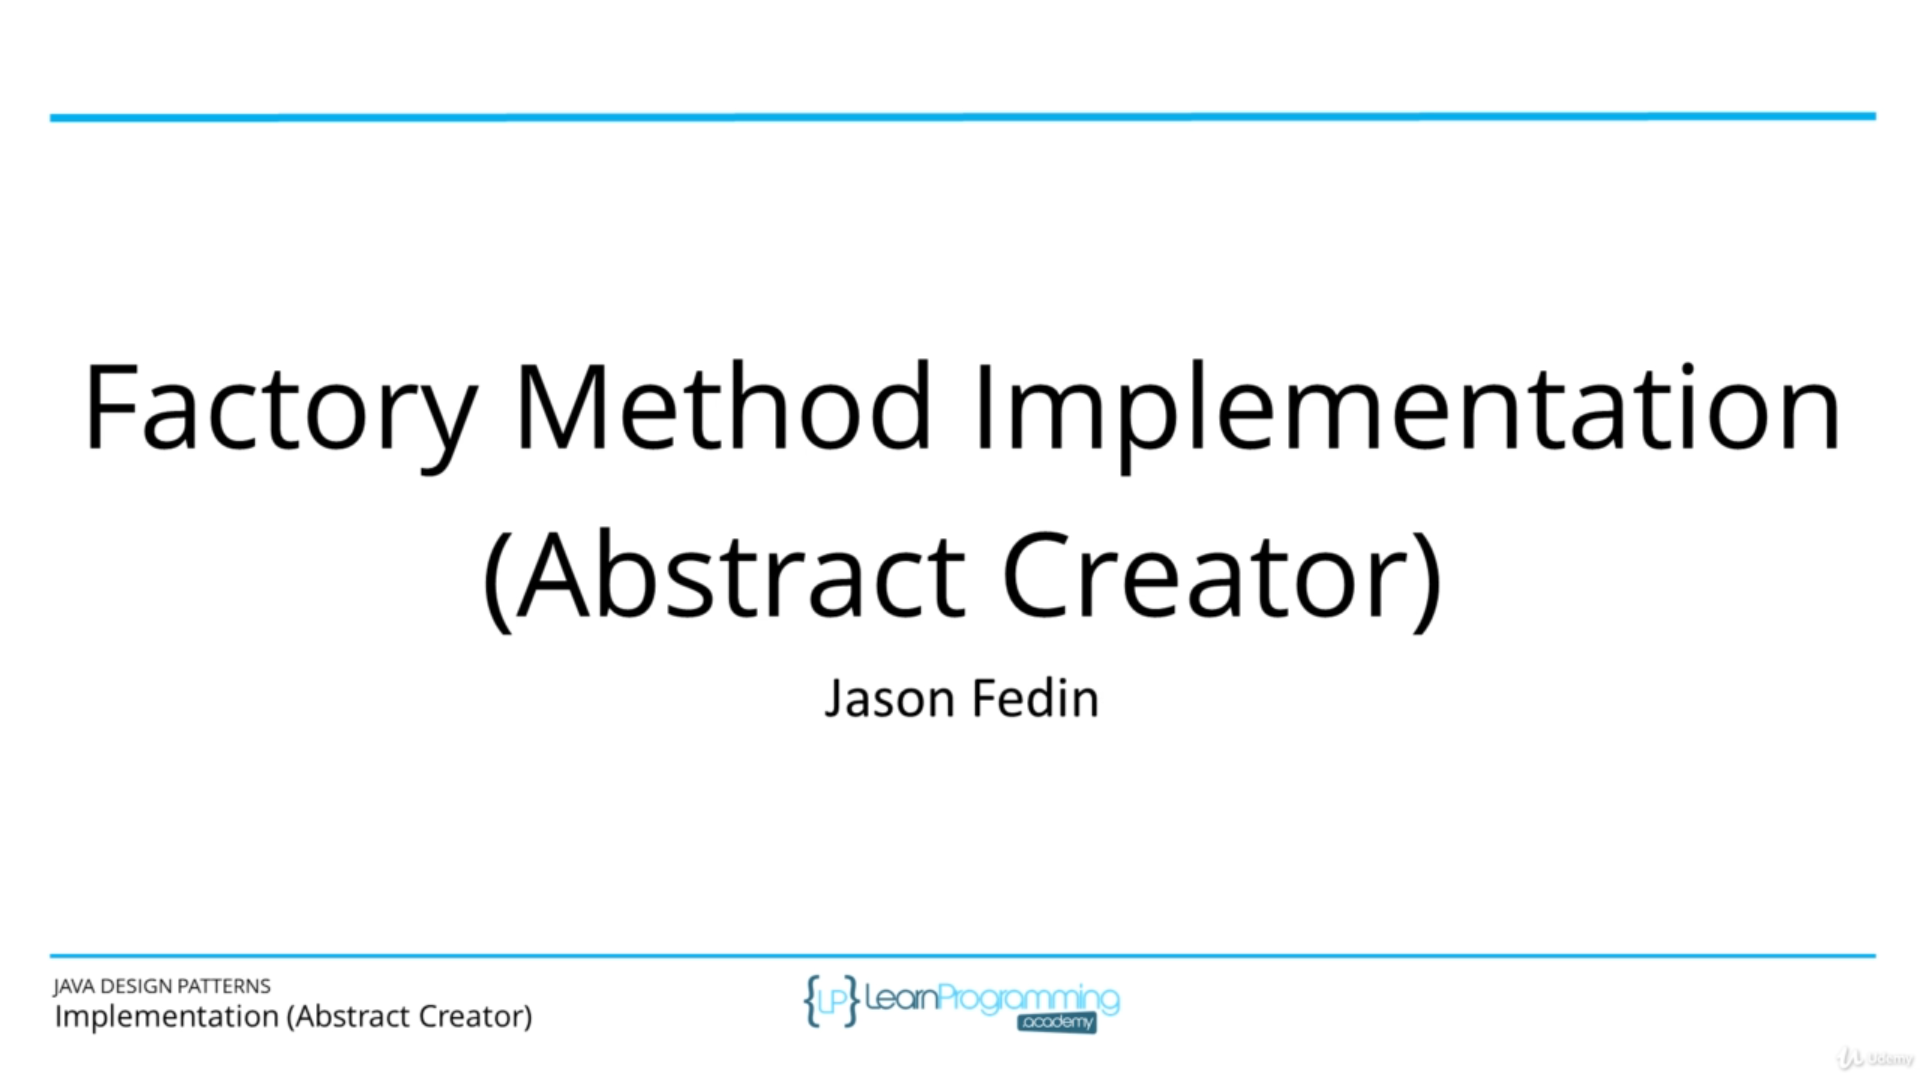 Factory Method Implementation
(Abstract Creator)
Jason Fedin
JAVA DESIGN PATTERNS
Implementation (Abstract Creator)
{LP} LearnProgramming
.academy
Udemy